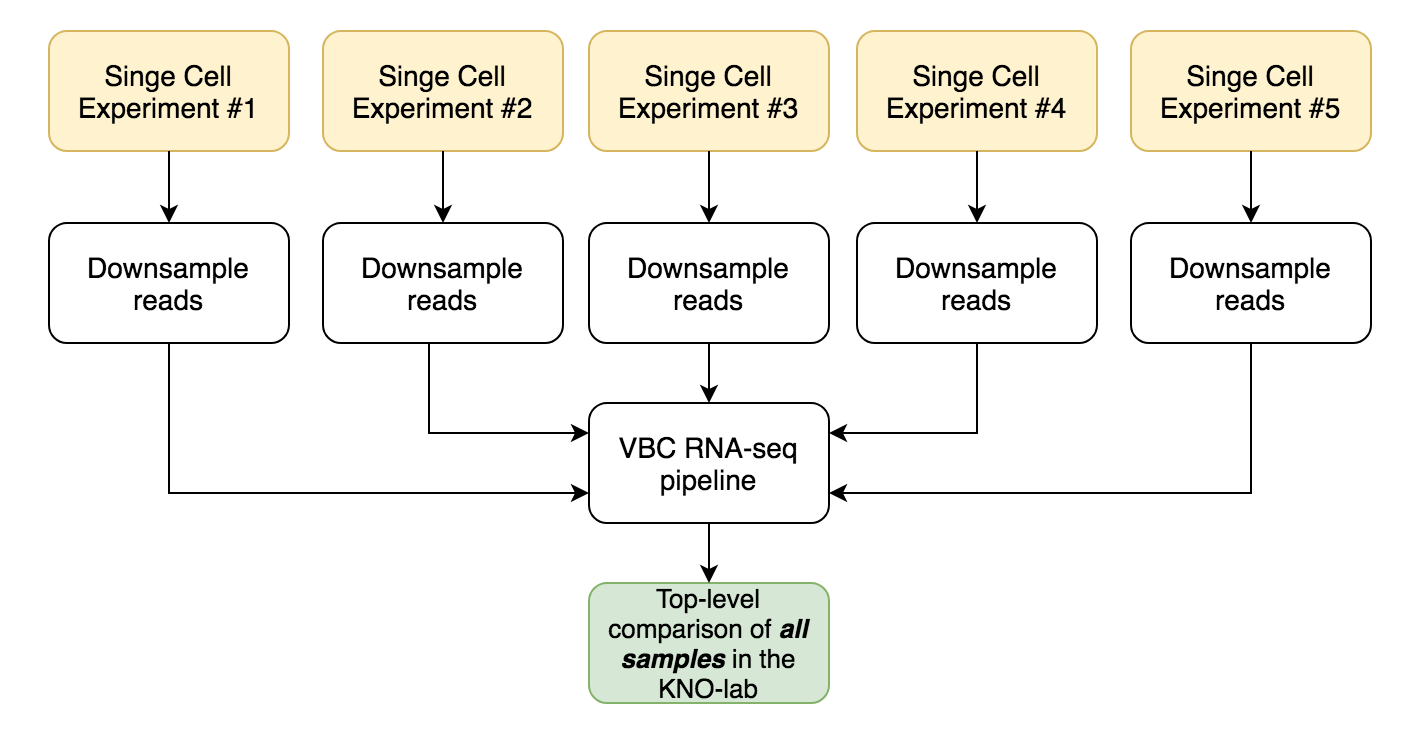 Singe Cell
Experiment #1
Singe Cell
Experiment #2
Singe Cell
Experiment #3
Singe Cell
Experiment #4
Singe Cell
Experiment #5
Downsample
reads
Downsample
reads
Downsample
reads
Downsample
reads
Downsample
reads
VBC RNA-seq
pipeline
Top-level
comparison of all
samples in the
KNO-lab